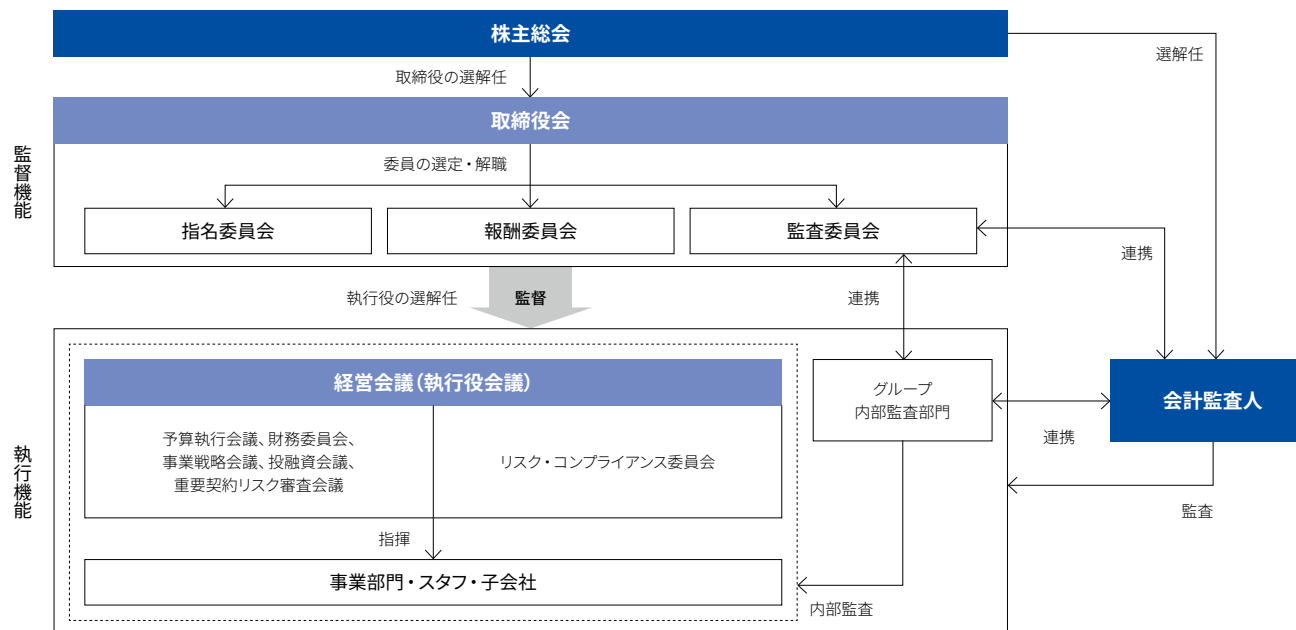 株主総会
選解任
取締役の選解任
取締役会
監督機能
委員の選定・解職
指名委員会
報酬委員会
監査委員会
連携
執行役の選解任
監督
連携
執行機能
経営会議(執行役会議)
予算執行会議、財務委員会、
事業戦略会議、投融資会議、
重要契約リスク審査会議
リスク・コンプライアンス委員会
グループ
内部監査部門
会計監査人
連携
監査
指揮
事業部門・スタフ・子会社
内部監査